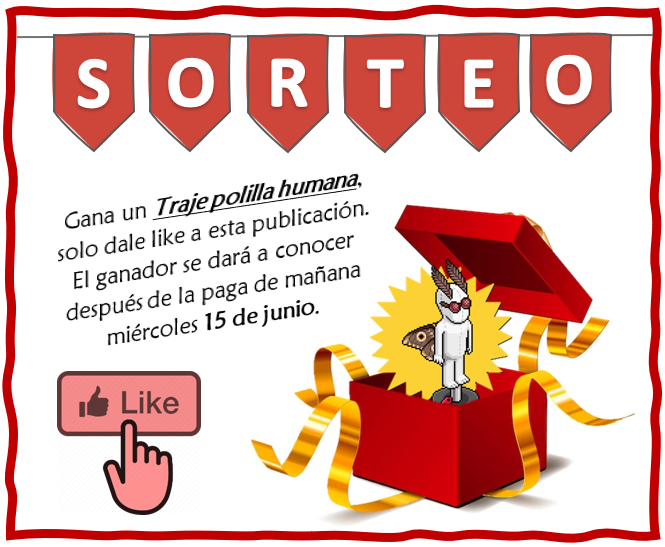 SORTEO
Gana un Traje polilla humana,
solo dale like a esta publicación.
El ganador se dará a conocer
después de la paga de mañana
miércoles 15 de junio.
Like